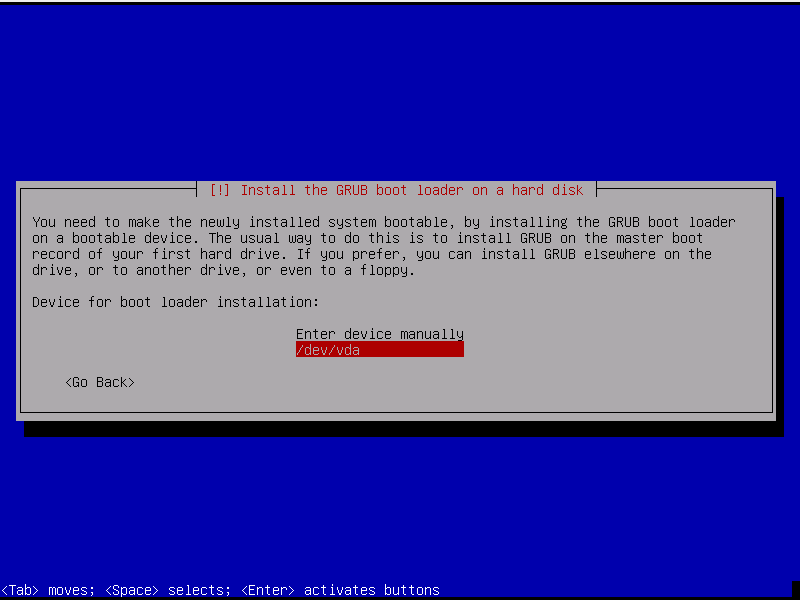 [!] Install the GRUB boot loader on a hard disk
You need to make the newly installed system bootable, by installing the GRUB boot loader
on a bootable device. The usual way to do this is to install GRUB on the master boot
record of your first hard drive. If you prefer, you can install GRUB elsewhere on the
drive, or to another drive, or even to a floppy.
Device for boot loader installation:
Enter device manually
/dev/vda
<Go Back>
<Tab> moves; <Space> selects; <Enter> activates buttons